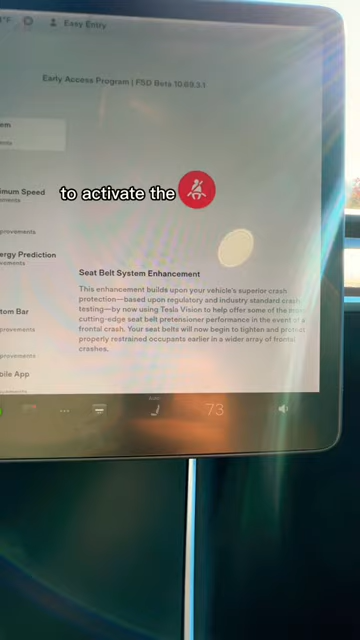 °F
Easy Entry
Early Access Program | FSD Beta 10.69.3.1
to activate the
Seat Belt System Enhancement
This enhancement builds upon your vehicle's superior crash
protection—based upon regulatory and industry standard crash
testing—by now using Tesla Vision to help offer some of the most
cutting-edge seat belt pretensioner performance in the event of a
frontal crash. Your seat belts will now begin to tighten and protect
properly restrained occupants earlier in a wider array of frontal
crashes.
Speed
Prediction
Bar
App
73